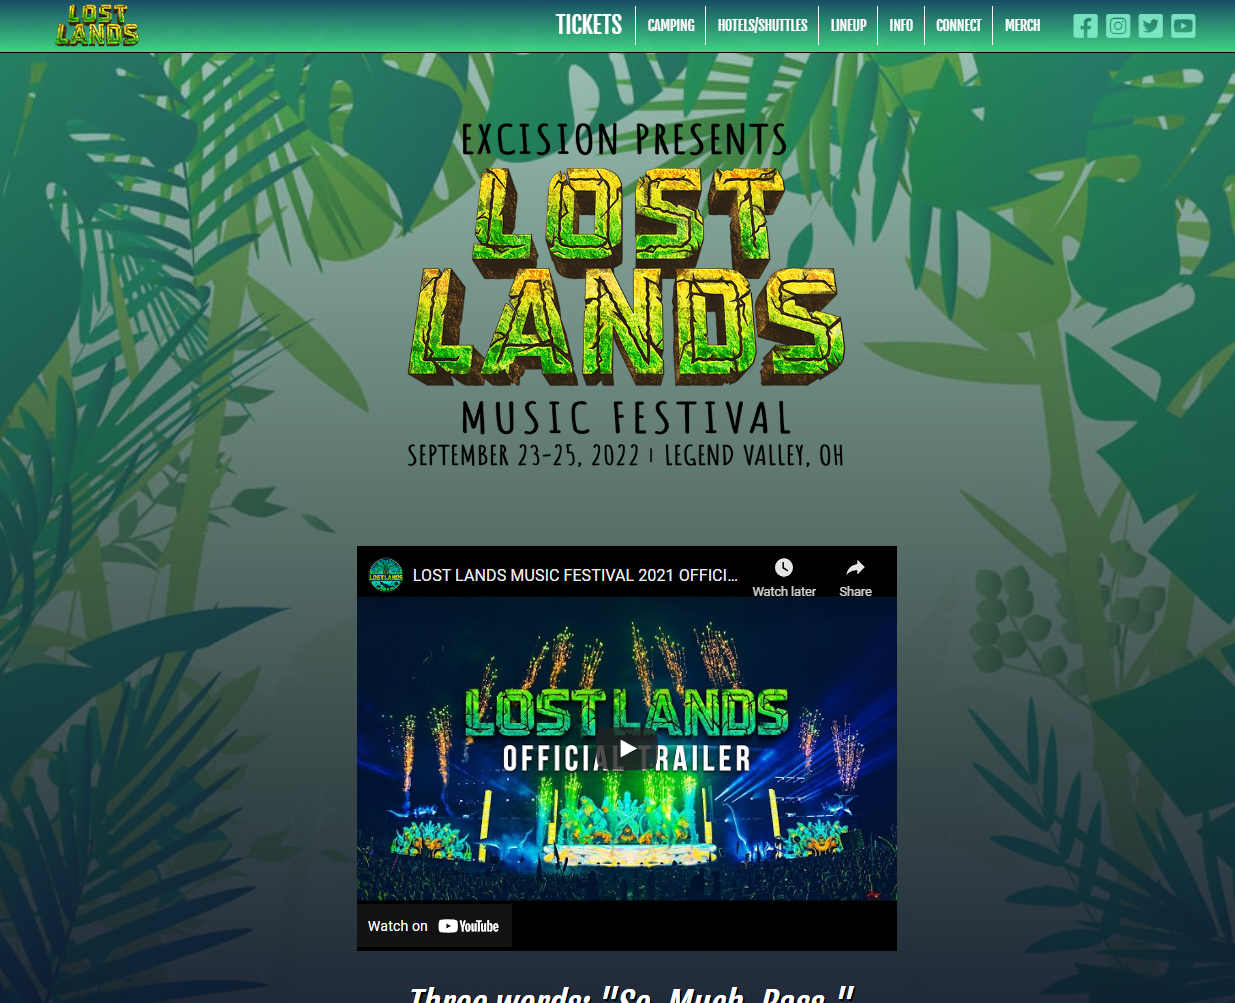 LOST
LANDS
TICKETS
CAMPING
HOTELS/SHUTTLES
LINEUP
INFO
CONNECT
MERCH
EXCISION PRESENTS
LOST
LANDS
MUSIC FESTIVAL
SEPTEMBER 23-25, 2022 | LEGEND VALLEY, OH
LOST LANDS
LOST LANDS MUSIC FESTIVAL 2021 OFFICI...
Watch later
Share
LOST LANDS
OFFICIAL TRAILER
Watch on YouTube
Three words: "So. Much. Bass."